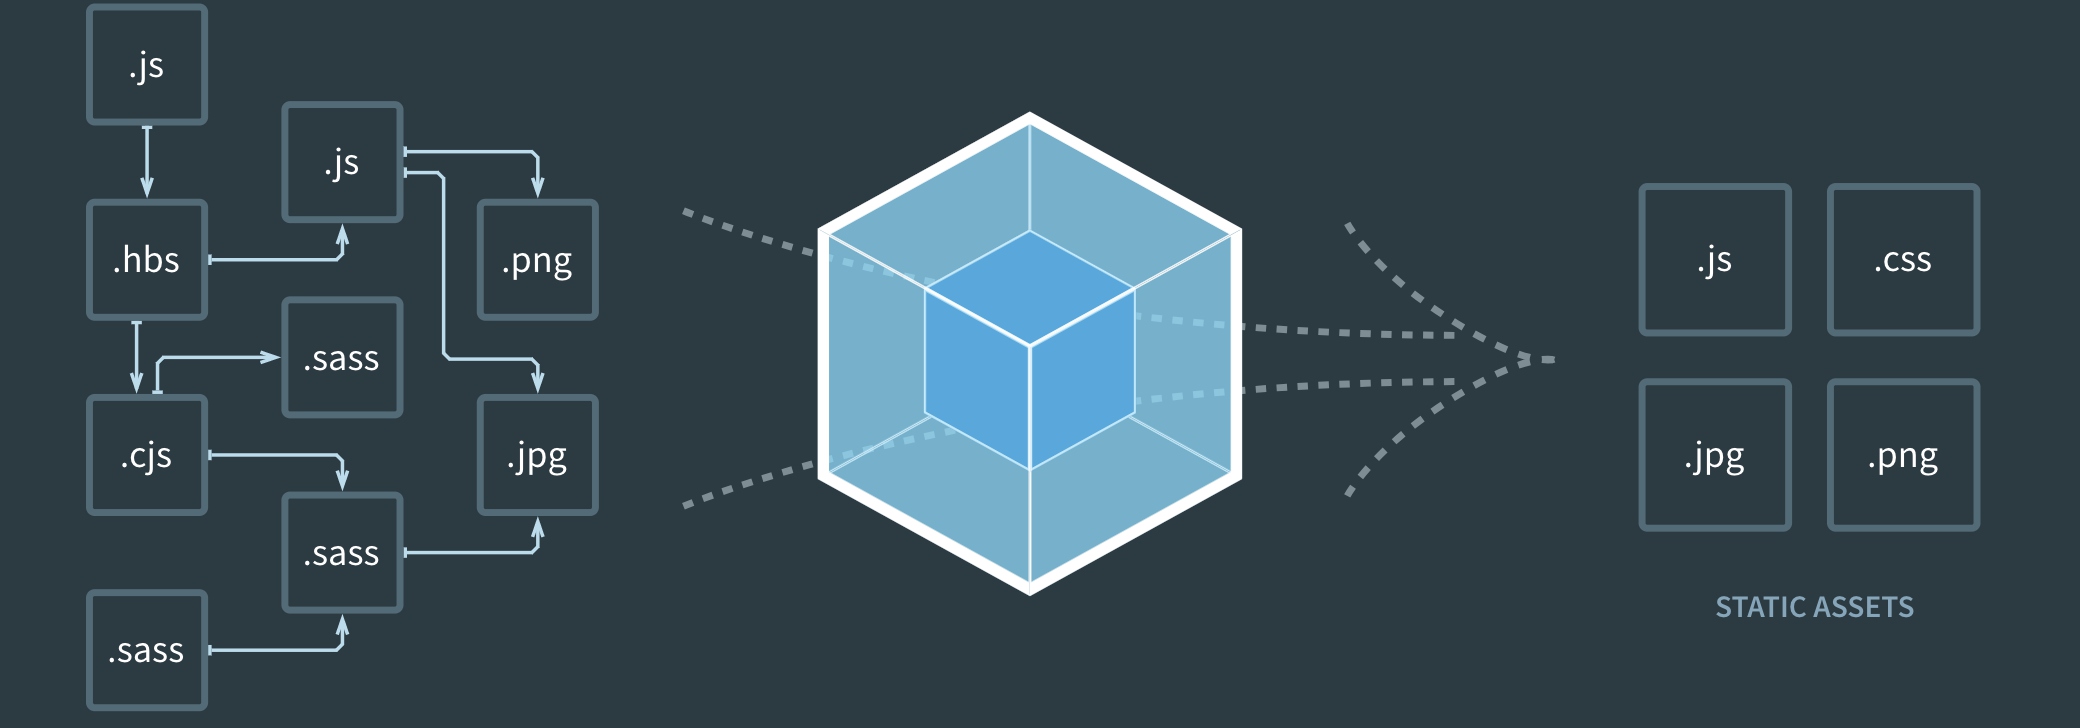 .js
.js
.hbs
.png
.sass
.cjs
.jpg
.sass
.sass
.js
.css
.jpg
.png
STATIC ASSETS